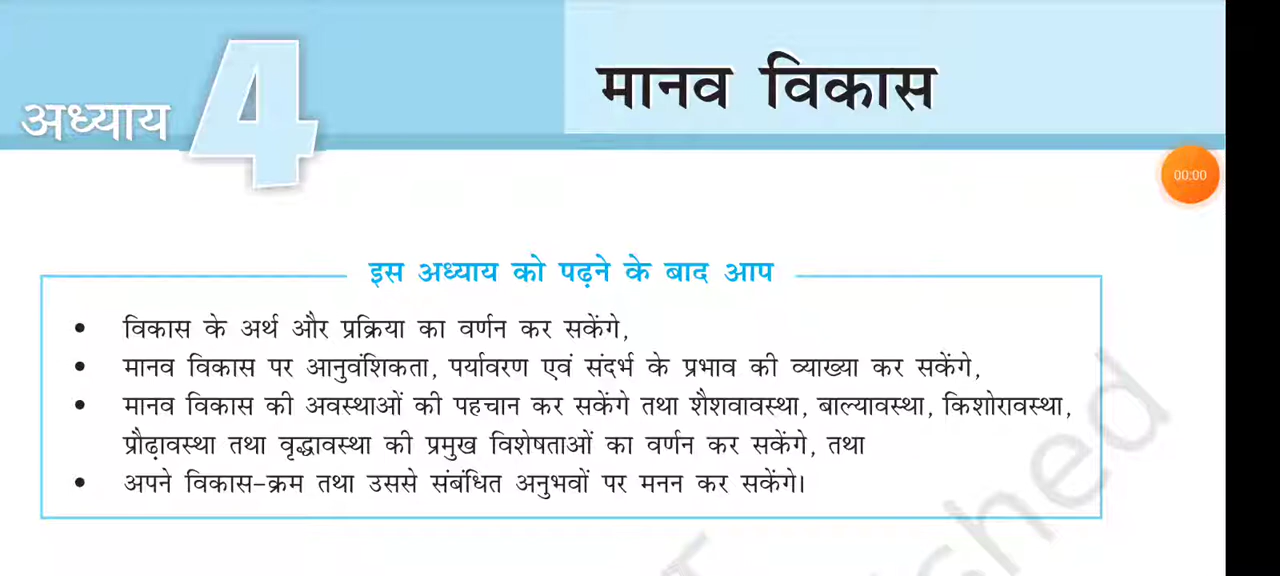 अध्याय 4
मानव विकास
00:00
इस अध्याय को पढ़ने के बाद आप
• विकास के अर्थ और प्रक्रिया का वर्णन कर सकेंगे,
• मानव विकास पर आनुवंशिकता, पर्यावरण एवं संदर्भ के प्रभाव की व्याख्या कर सकेंगे,
• मानव विकास की अवस्थाओं की पहचान कर सकेंगे तथा शैशवावस्था, बाल्यावस्था, किशोरावस्था,
प्रौढ़ावस्था तथा वृद्धावस्था की प्रमुख विशेषताओं का वर्णन कर सकेंगे, तथा
• अपने विकास-क्रम तथा उससे संबंधित अनुभवों पर मनन कर सकेंगे।